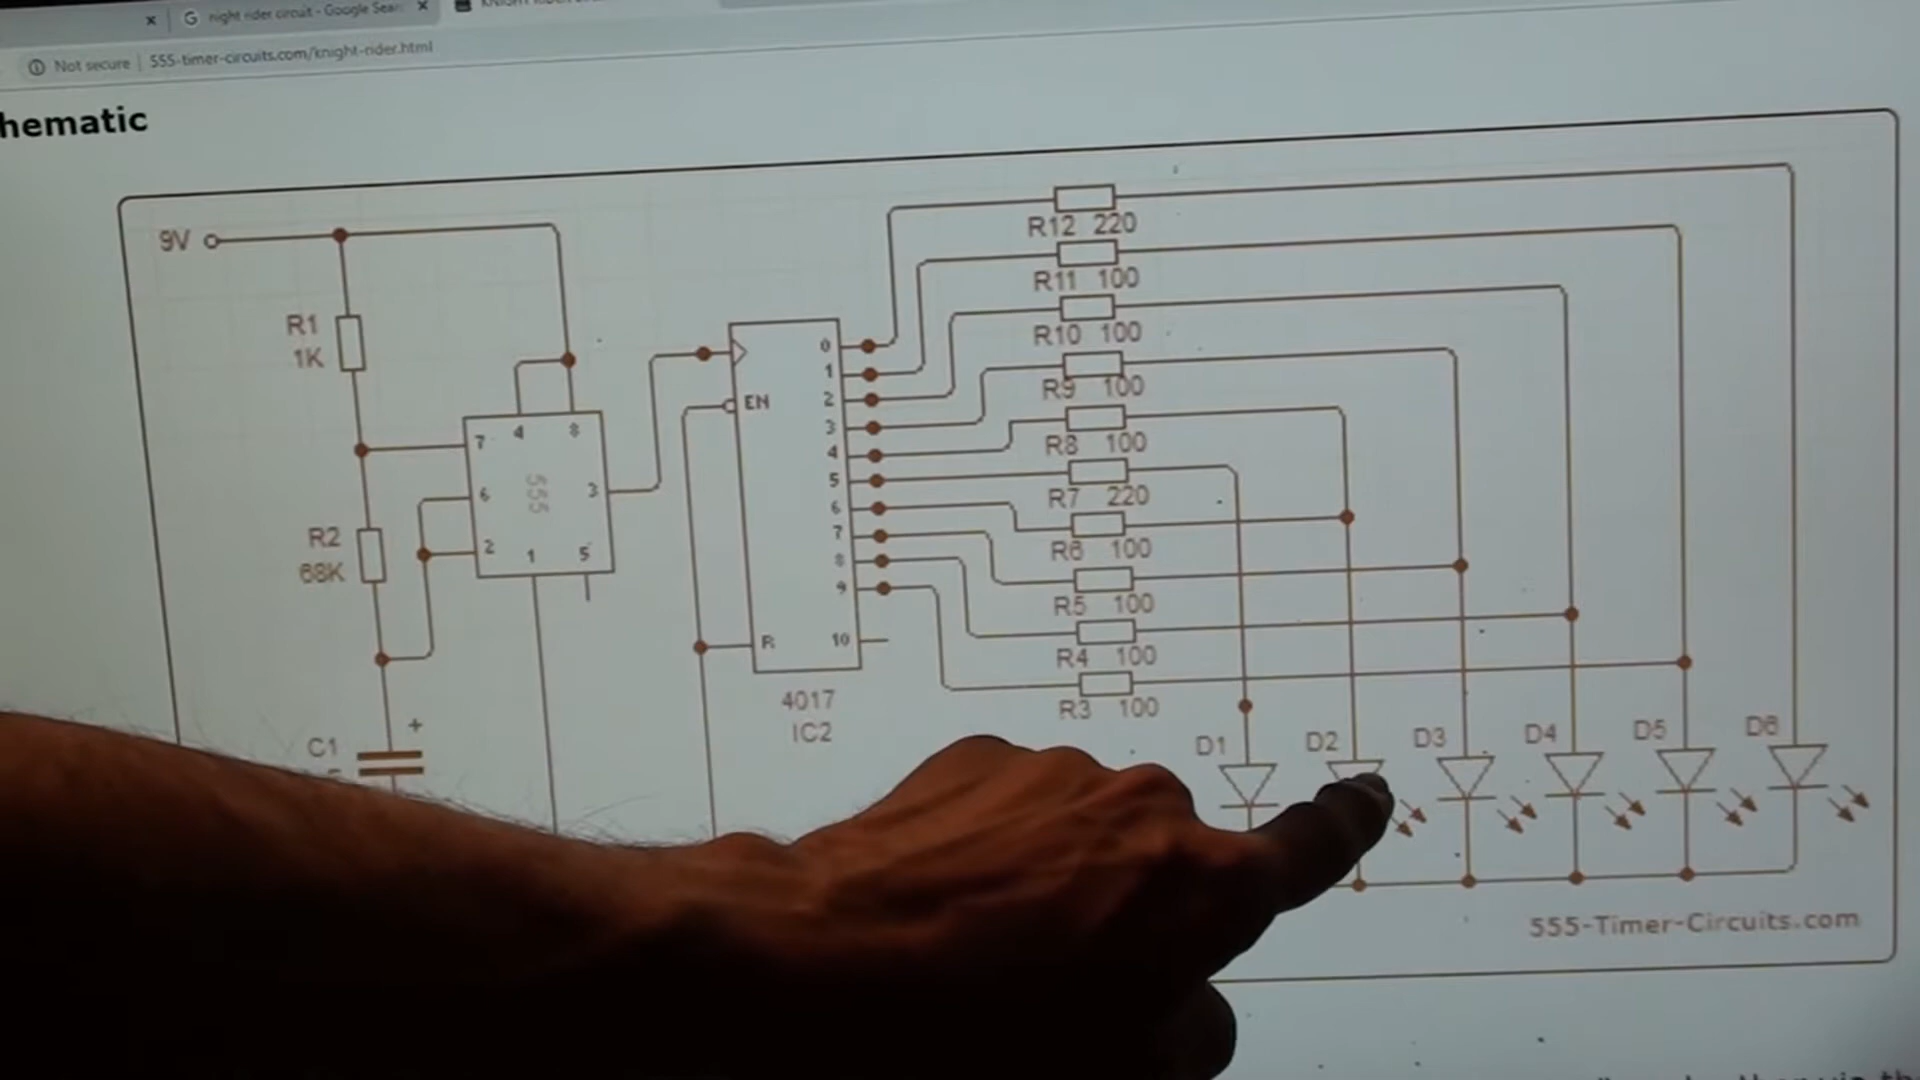 night rider circuit - Google Sear
Not secure | 555-timer-circuits.com/knight-rider.html
hematic
9V
R1
1K
R2
68K
C1
+
7
4
8
6
555
3
2
1
5
EN
R
0
1
2
3
4
5
6
7
8
9
10
4017
IC2
R12 220
R11 100
R10 100
R9 100
R8 100
R7 220
R6 100
R5 100
R4 100
R3 100
D1
D2
D3
D4
D5
D6
555-Timer-Circuits.com